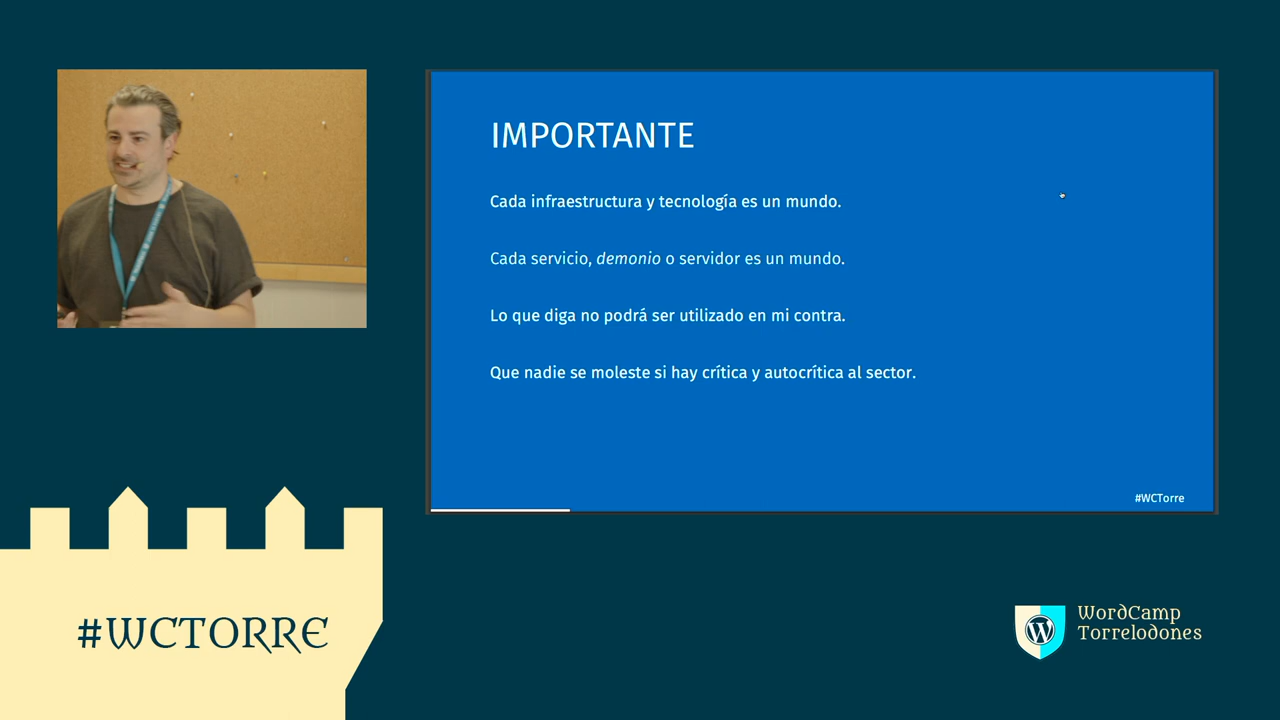 IMPORTANTE
Cada infraestructura y tecnología es un mundo.
Cada servicio, demonio o servidor es un mundo.
Lo que diga no podrá ser utilizado en mi contra.
Que nadie se moleste si hay crítica y autocrítica al sector.
#WCTorre
#WCTORRE
WordCamp
Torrelodones